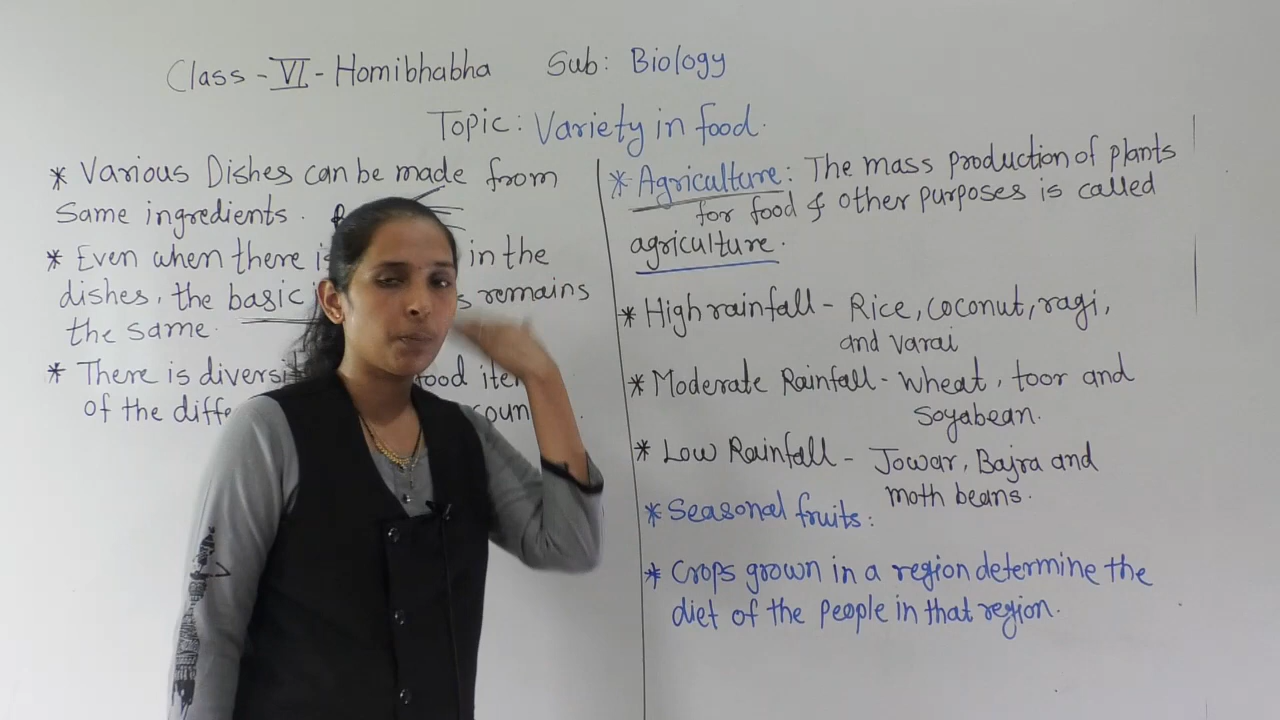 Class - VI - Homibhabha Sub: Biology
Topic: Variety in food.
* Various Dishes can be made from
Same ingredients.
* Even when there is in the
dishes, the basic remains
the same.
* There is food
of the
* Agriculture: The mass production of plants
for food & other purposes is called
agriculture.
* High rainfall - Rice, coconut, ragi,
and varai
* Moderate Rainfall - Wheat, toor and
Soyabean.
* Low Rainfall - Jowar, Bajra and
moth beans.
* Seasonal fruits:
* Crops grown in a region determine the
diet of the people in that region.